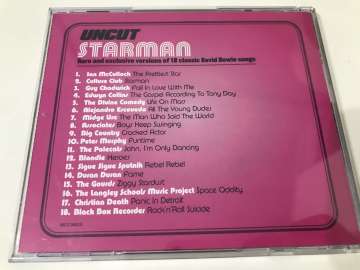 UNCUT
STARMAN
Rare and exclusive versions of 18 classic David Bowie songs
1. Ian McCulloch The Prettiest Star
2. Culture Club Starman
3. Guy Chadwick Fall In Love With Me
4. Edwyn Collins The Gospel According To Tony Day
5. The Divine Comedy Life On Mars
6. Alejandro Escovedo All The Young Dudes
7. Midge Ure The Man Who Sold The World
8. Associates Boys Keep Swinging
9. Big Country Cracked Actor
10. Peter Murphy Funtime
11. The Polecats John, I'm Only Dancing
12. Blondie Heroes
13. Sigue Sigue Sputnik Rebel Rebel
14. Duran Duran Fame
15. The Gourds Ziggy Stardust
16. The Langley Schools Music Project Space Oddity
17. Christian Death Panic In Detroit
18. Black Box Recorder Rock'n'Roll Suicide